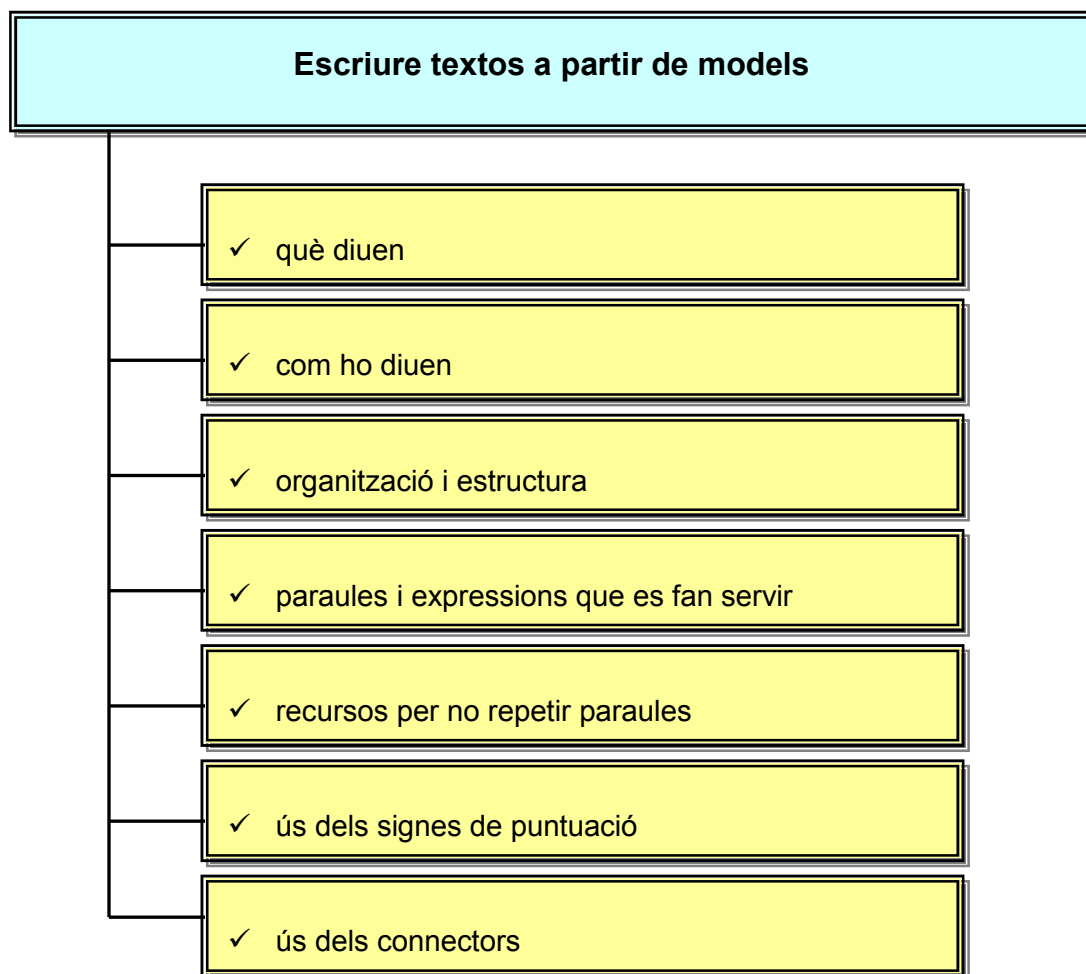 Escriure textos a partir de models
✓ què diuen
✓ com ho diuen
✓ organització i estructura
✓ paraules i expressions que es fan servir
✓ recursos per no repetir paraules
✓ ús dels signes de puntuació
✓ ús dels connectors